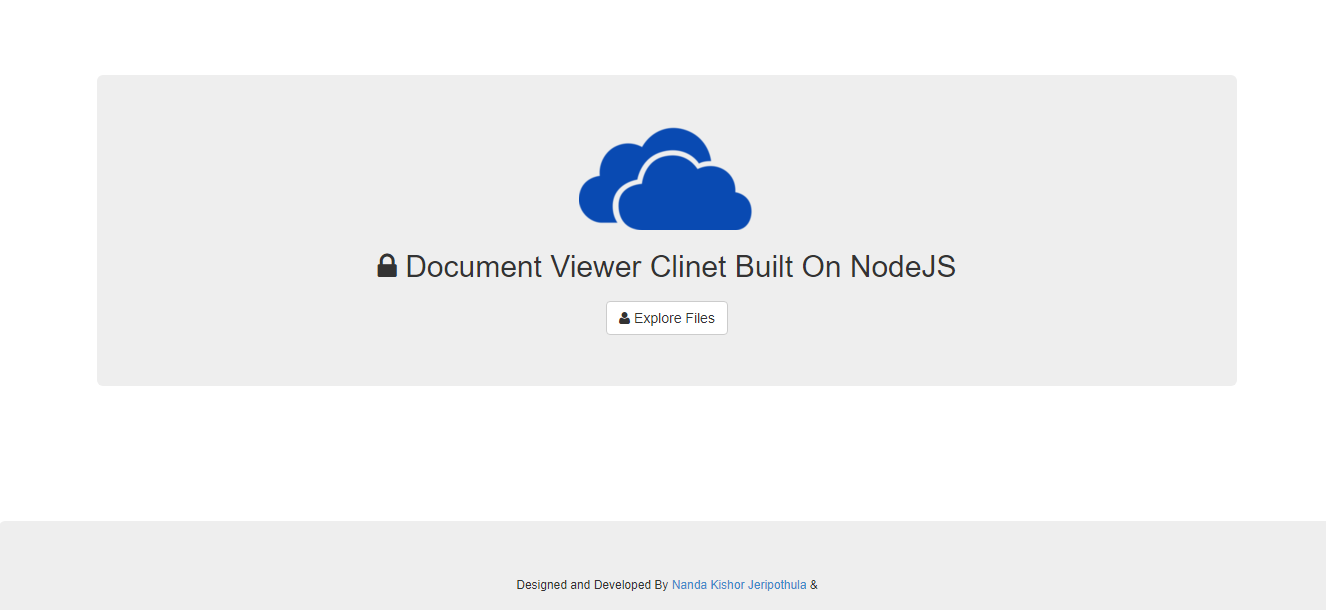 Document Viewer Clinet Built On NodeJS
Explore Files
Designed and Developed By Nanda Kishor Jeripothula &